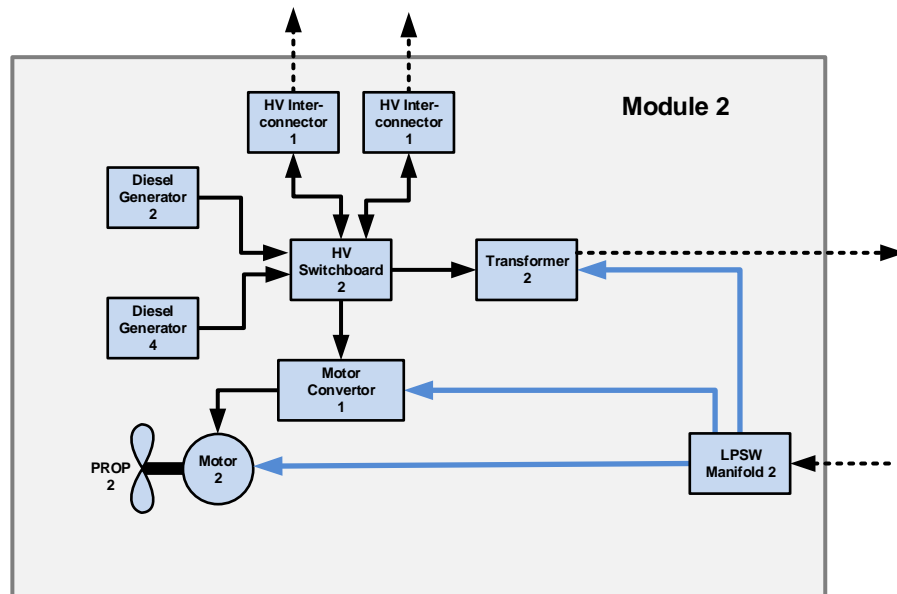 HV Inter-
connector
1
HV Inter-
connector
1
Module 2
Diesel
Generator
2
HV
Switchboard
2
Transformer
2
Diesel
Generator
4
Motor
Convertor
1
PROP
2
Motor
2
LPSW
Manifold 2